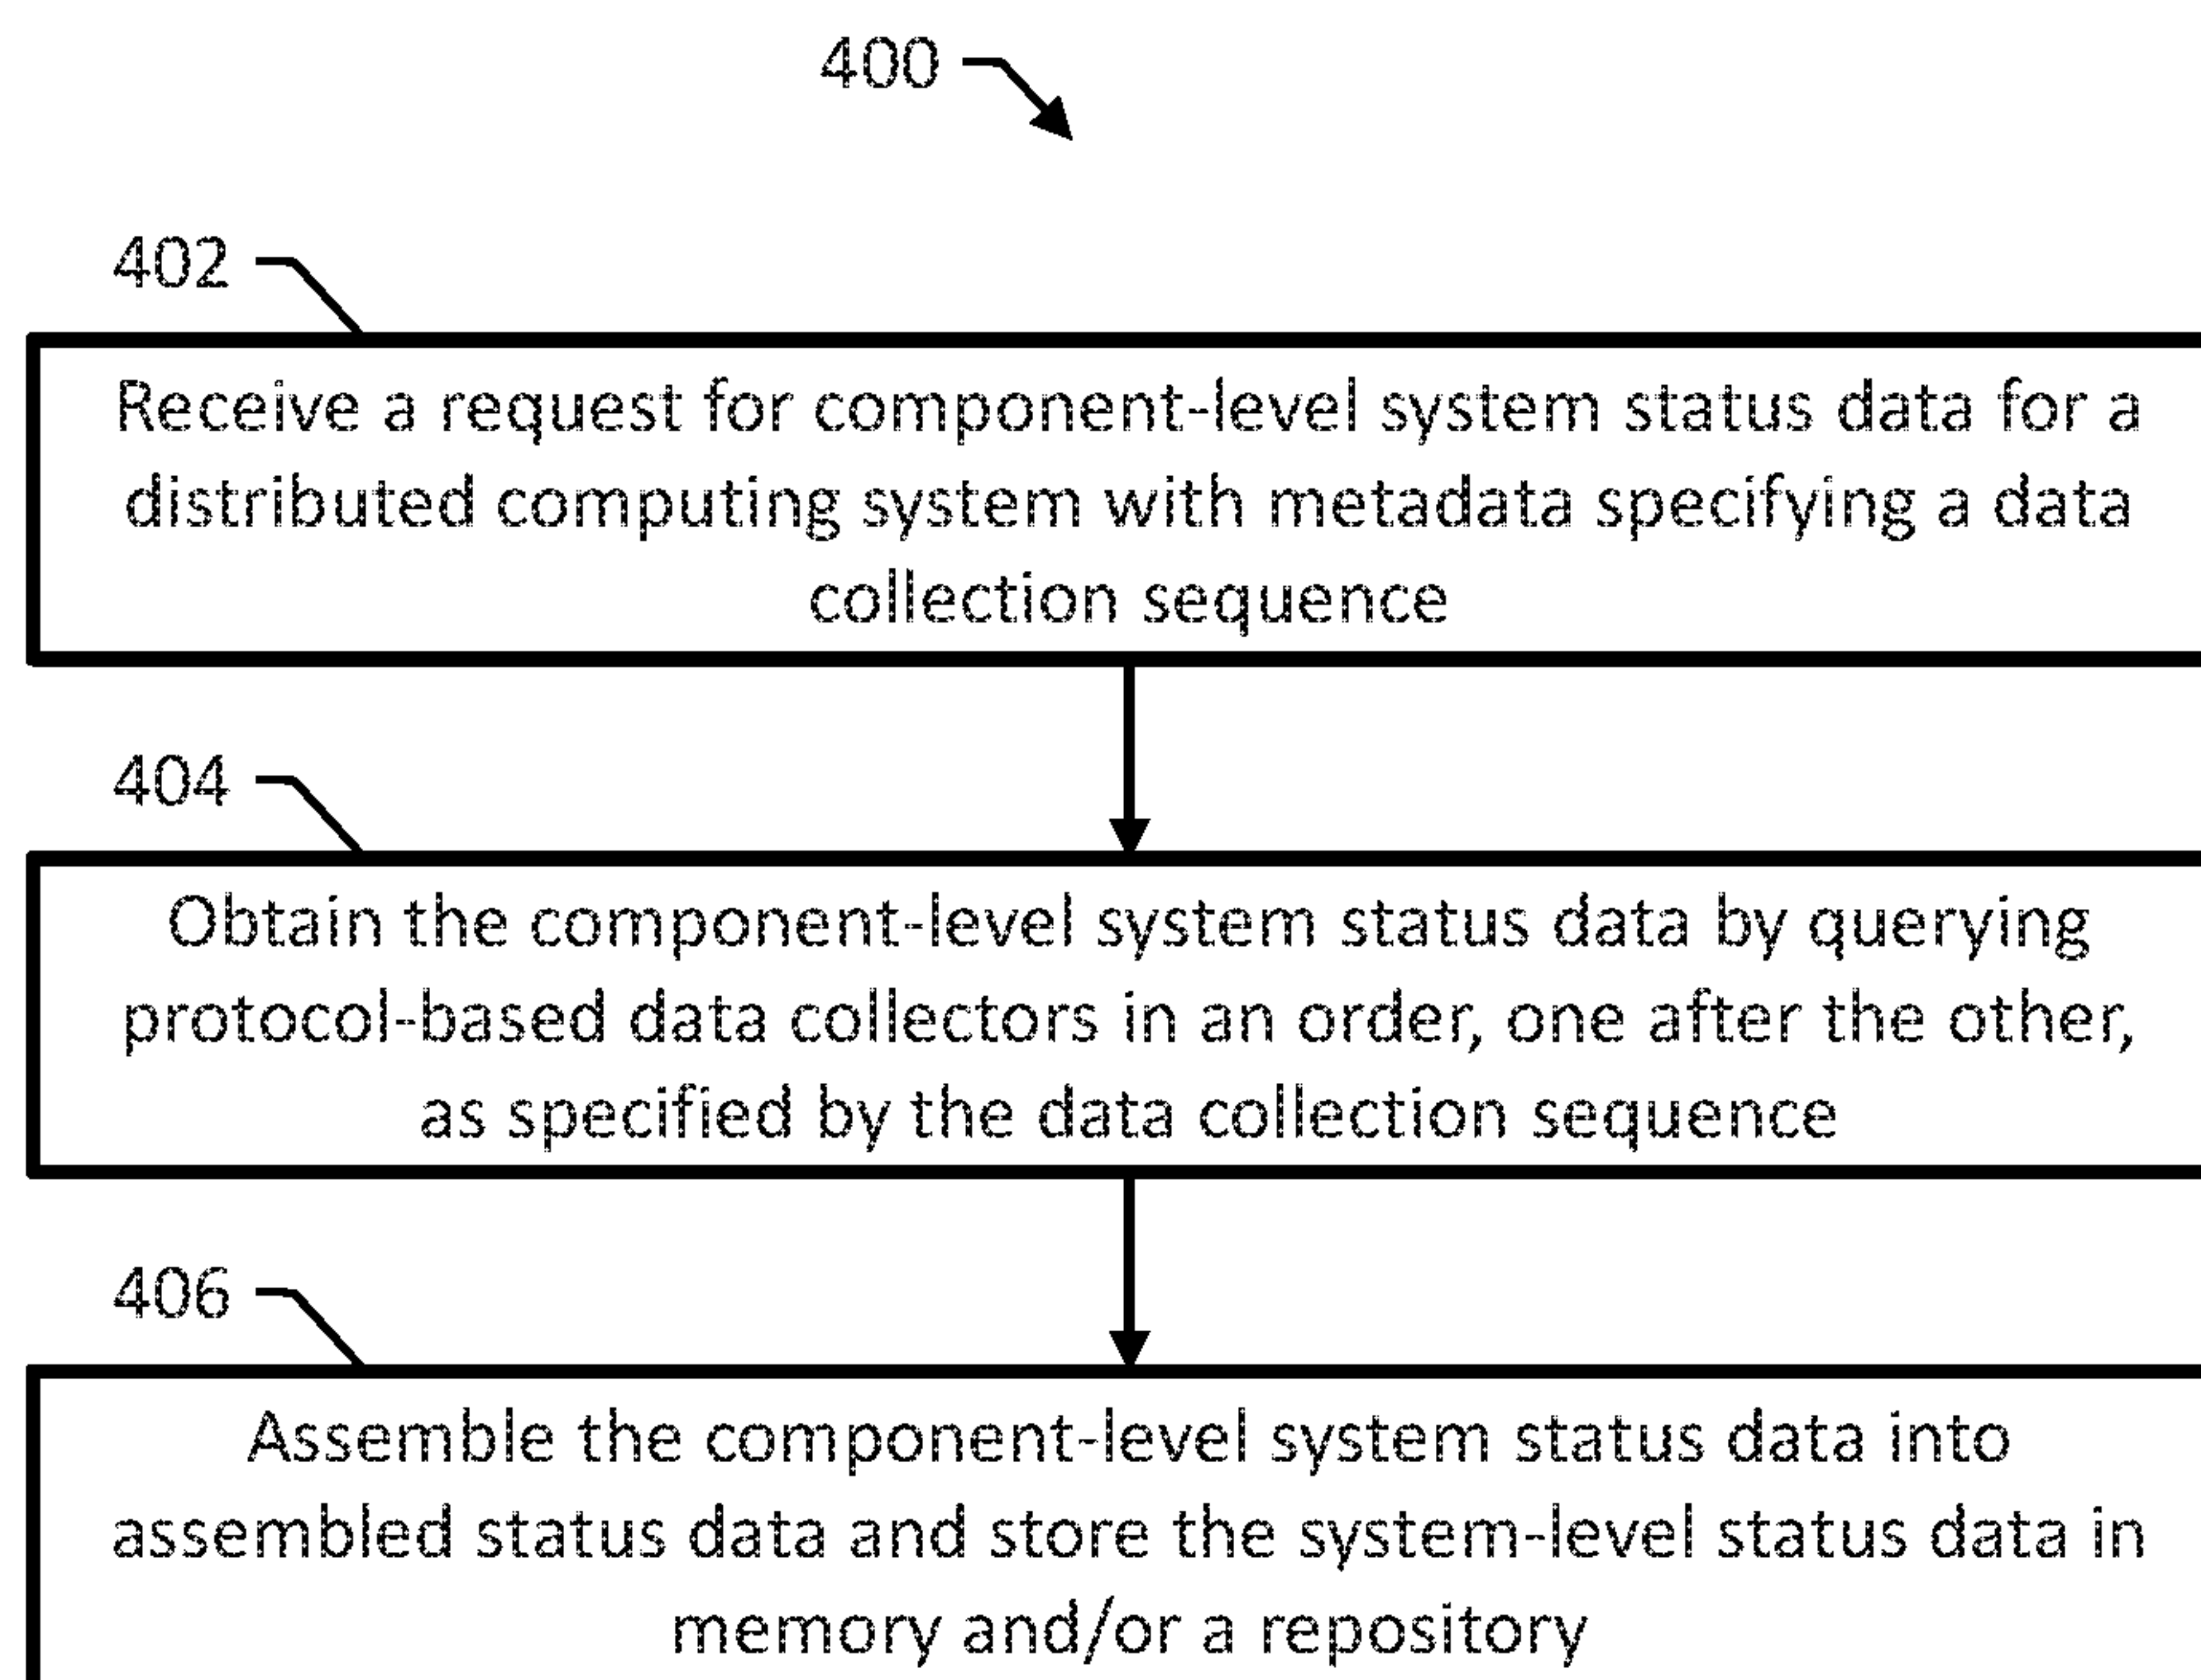 400
402
Receive a request for component-level system status data for a
distributed computing system with metadata specifying a data
collection sequence
404
Obtain the component-level system status data by querying
protocol-based data collectors in an order, one after the other,
as specified by the data collection sequence
406
Assemble the component-level system status data into
assembled status data and store the system-level status data in
memory and/or a repository